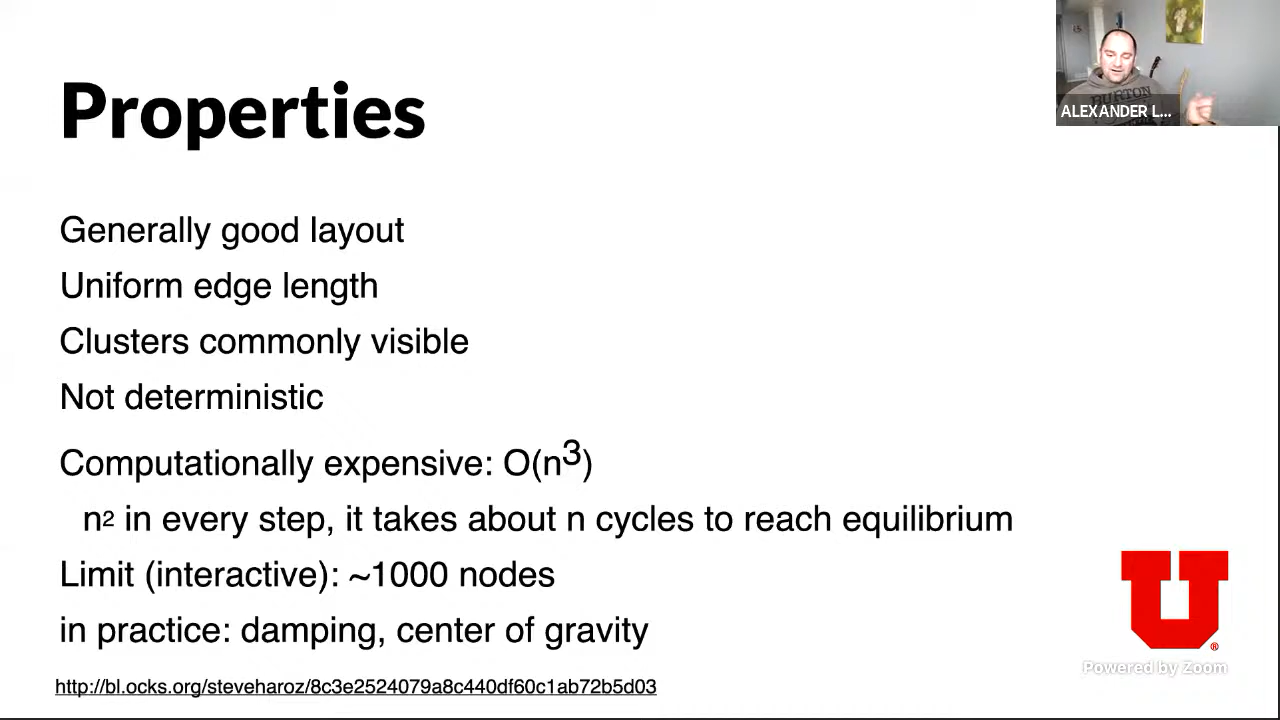 Properties
BURTON
ALEXANDER L...
Generally good layout
Uniform edge length
Clusters commonly visible
Not deterministic
Computationally expensive: O(n³)
n² in every step, it takes about n cycles to reach equilibrium
Limit (interactive): ~1000 nodes
in practice: damping, center of gravity
http://bl.ocks.org/steveharoz/8c3e2524079a8c440df60c1ab72b5d03
U®
Powered by Zoom